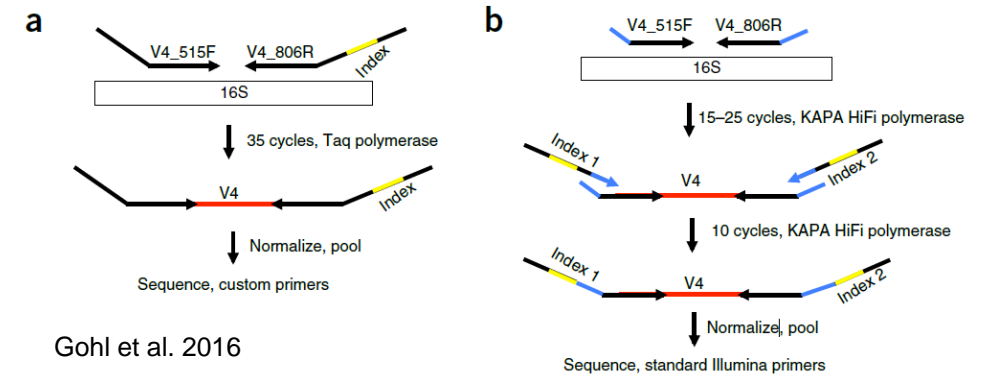 a
V4_515F V4_806R
Index
16S
35 cycles, Taq polymerase
V4
Index
Normalize, pool
Sequence, custom primers
Gohl et al. 2016
b
V4_515F V4_806R
16S
15–25 cycles, KAPA HiFi polymerase
Index 1
V4
Index 2
10 cycles, KAPA HiFi polymerase
Index 1
V4
Index 2
Normalize, pool
Sequence, standard Illumina primers